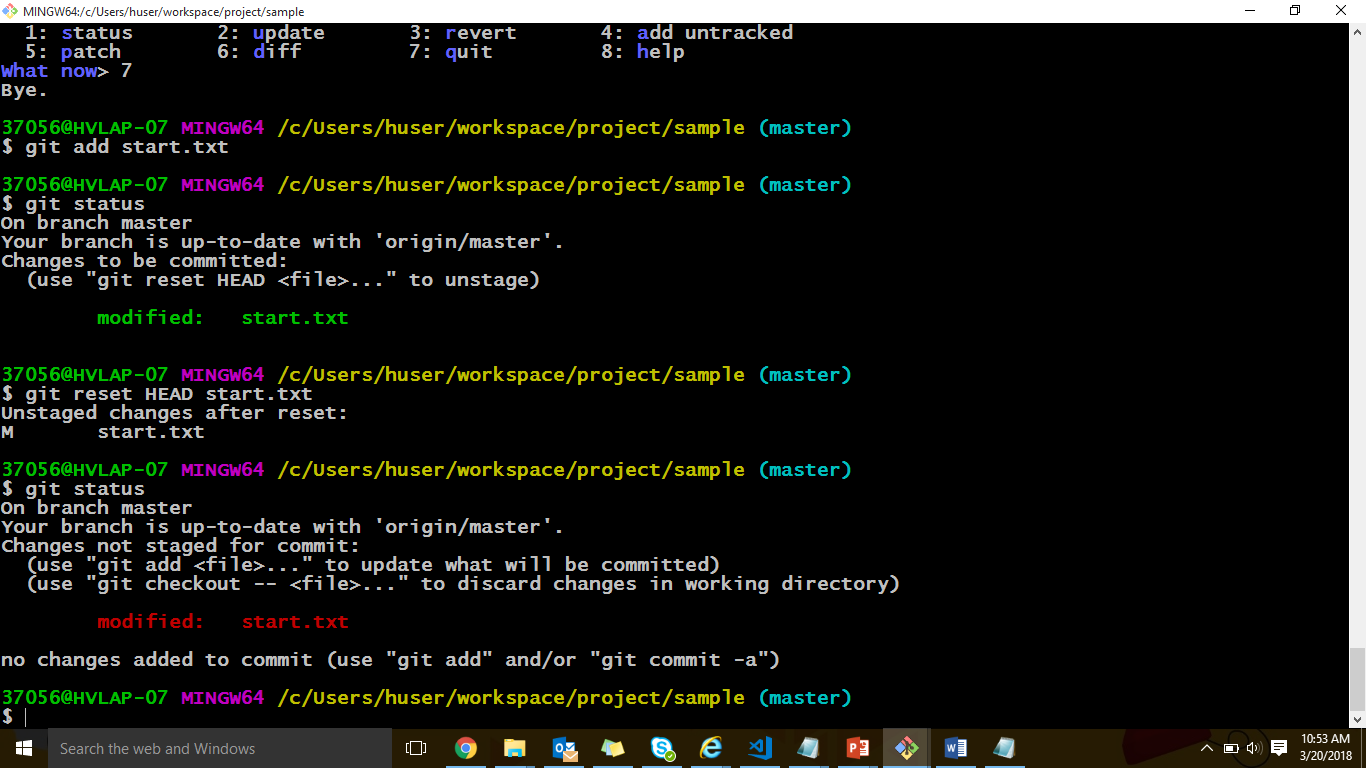 MINGW64:/c/Users/huser/workspace/project/sample
1: status 2: update 3: revert 4: add untracked
5: patch 6: diff 7: quit 8: help
What now> 7
Bye.
37056@HVLAP-07 MINGW64 /c/Users/huser/workspace/project/sample (master)
$ git add start.txt
37056@HVLAP-07 MINGW64 /c/Users/huser/workspace/project/sample (master)
$ git status
On branch master
Your branch is up-to-date with 'origin/master'.
Changes to be committed:
(use "git reset HEAD <file>..." to unstage)
modified: start.txt
37056@HVLAP-07 MINGW64 /c/Users/huser/workspace/project/sample (master)
$ git reset HEAD start.txt
Unstaged changes after reset:
M start.txt
37056@HVLAP-07 MINGW64 /c/Users/huser/workspace/project/sample (master)
$ git status
On branch master
Your branch is up-to-date with 'origin/master'.
Changes not staged for commit:
(use "git add <file>..." to update what will be committed)
(use "git checkout -- <file>..." to discard changes in working directory)
modified: start.txt
no changes added to commit (use "git add" and/or "git commit -a")
37056@HVLAP-07 MINGW64 /c/Users/huser/workspace/project/sample (master)
$
Search the web and Windows
10:53 AM
3/20/2018